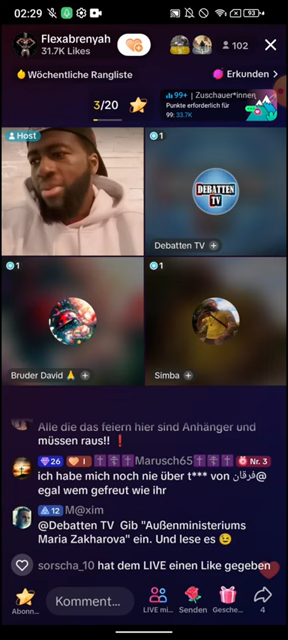 02:29
93
Flexabrenyah
31.7K Likes
102
Wöchentliche Rangliste
Erkunden >
3/20
99+ | Zuschauer*innen
Punkte erforderlich für
99: 33.7K
Host
1
DEBATTEN
TV
Debatten TV
1
Bruder David 🙏
1
Simba
Alle die das feiern hier sind Anhänger und
müssen raus!! ❗
26 I ✝️✝️✝️Marusch65✝️✝️✝️ Nr. 3
ich habe mich noch nie über t*** von فرقان@
egal wem gefreut wie ihr
12 M@xim
@Debatten TV Gib "Außenministeriums
Maria Zakharova" ein. Und lese es 😉
sorscha_10 hat dem LIVE einen Like gegeben
Abonn...
Kommentar...
LIVE mi...
Senden
Gesche...
4